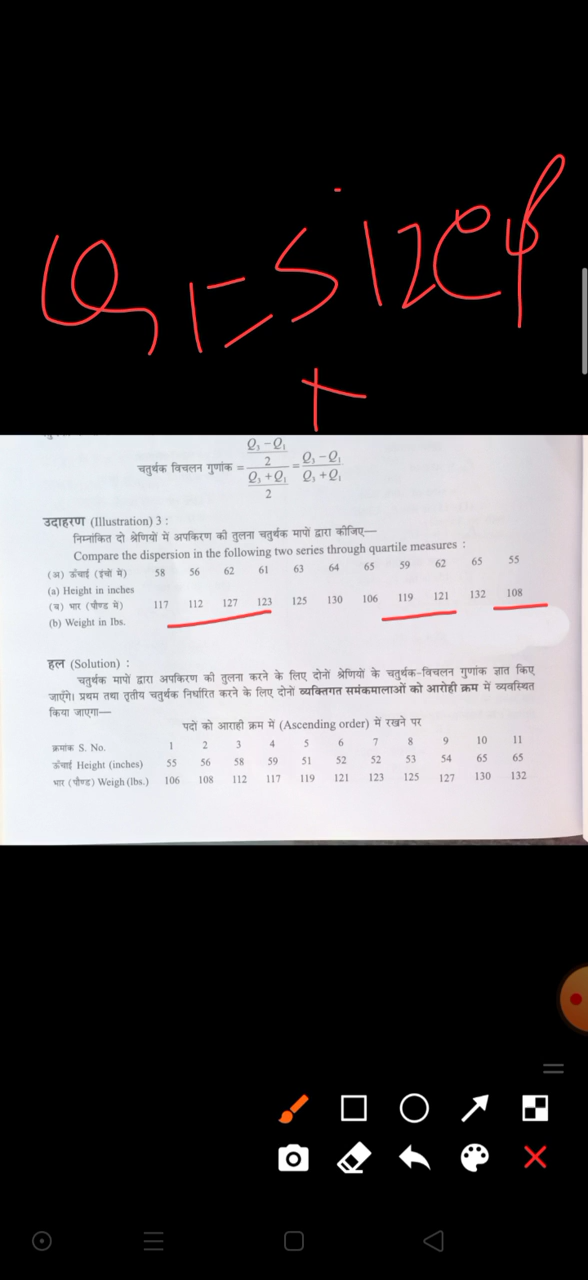 Q1 = size of
चतुर्थक विचलन गुणांक = (Q₃ - Q₁)/2 / (Q₃ + Q₁)/2 = Q₃ - Q₁ / Q₃ + Q₁
उदाहरण (Illustration) 3 :
निम्नांकित दो श्रेणियों में अपकिरण की तुलना चतुर्थक मापों द्वारा कीजिए—
Compare the dispersion in the following two series through quartile measures :
(अ) ऊँचाई (इंचों में) 58 56 62 61 63 64 65 59 62 65 55
(a) Height in inches
(ब) भार (पौण्ड में) 117 112 127 123 125 130 106 119 121 132 108
(b) Weight in lbs.
हल (Solution) :
चतुर्थक मापों द्वारा अपकिरण की तुलना करने के लिए दोनों श्रेणियों के चतुर्थक-विचलन गुणांक ज्ञात किए
जाएँगे। प्रथम तथा तृतीय चतुर्थक निर्धारित करने के लिए दोनों व्यक्तिगत समंकमालाओं को आरोही क्रम में व्यवस्थित
किया जाएगा—
पदों को आराही क्रम में (Ascending order) में रखने पर
क्रमांक S. No. 1 2 3 4 5 6 7 8 9 10 11
ऊँचाई Height (inches) 55 56 58 59 51 52 52 53 54 65 65
भार (पौण्ड) Weigh (lbs.) 106 108 112 117 119 121 123 125 127 130 132